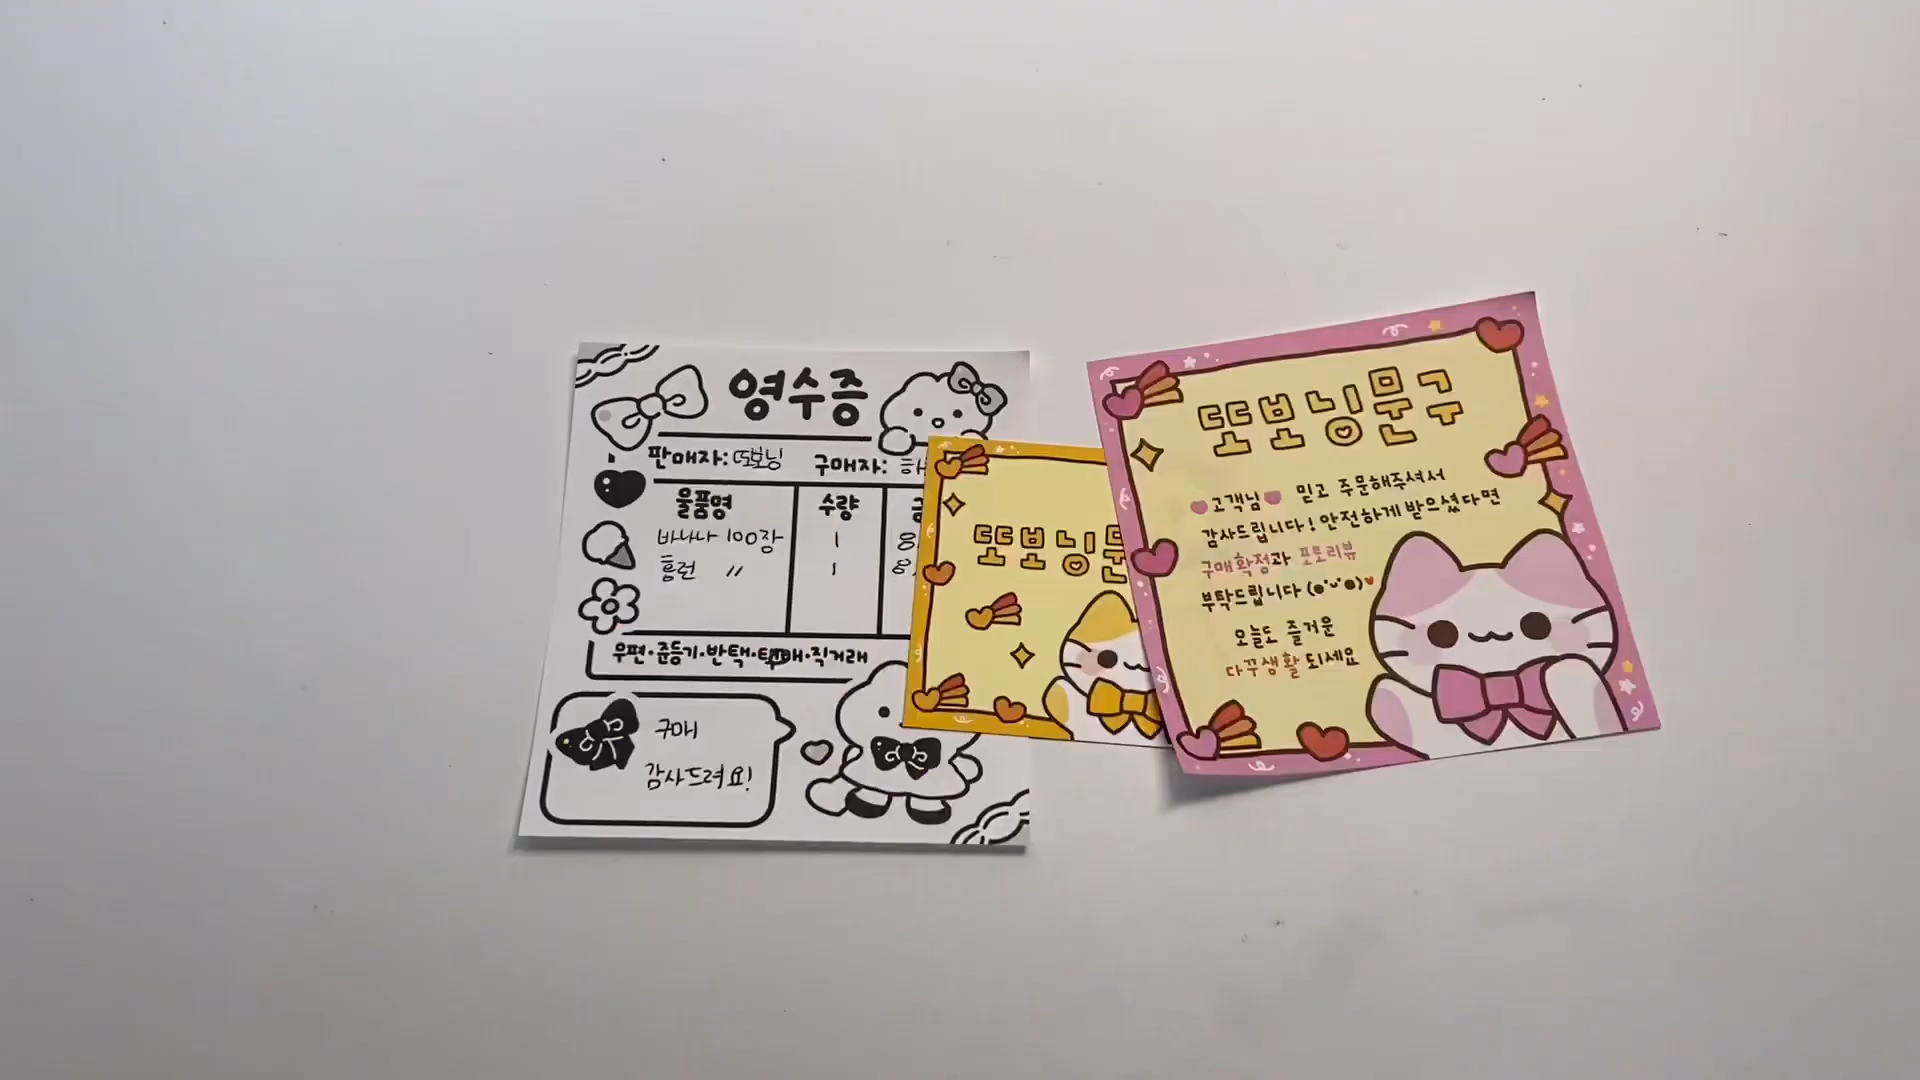 영수증
판매자: 또보닝 구매자:
물품명 수량
바나나 100장 1 8
흥런 〃 1 8
우편·준등기·반택·택배·직거래
구매
감사드려요!
또보닝문
또보닝문구
고객님 믿고 주문해주셔서
감사드립니다! 안전하게 받으셨다면
구매확정과 포토리뷰
부탁드립니다 (●'ᴗ'●)♥
오늘도 즐거운
다꾸생활 되세요